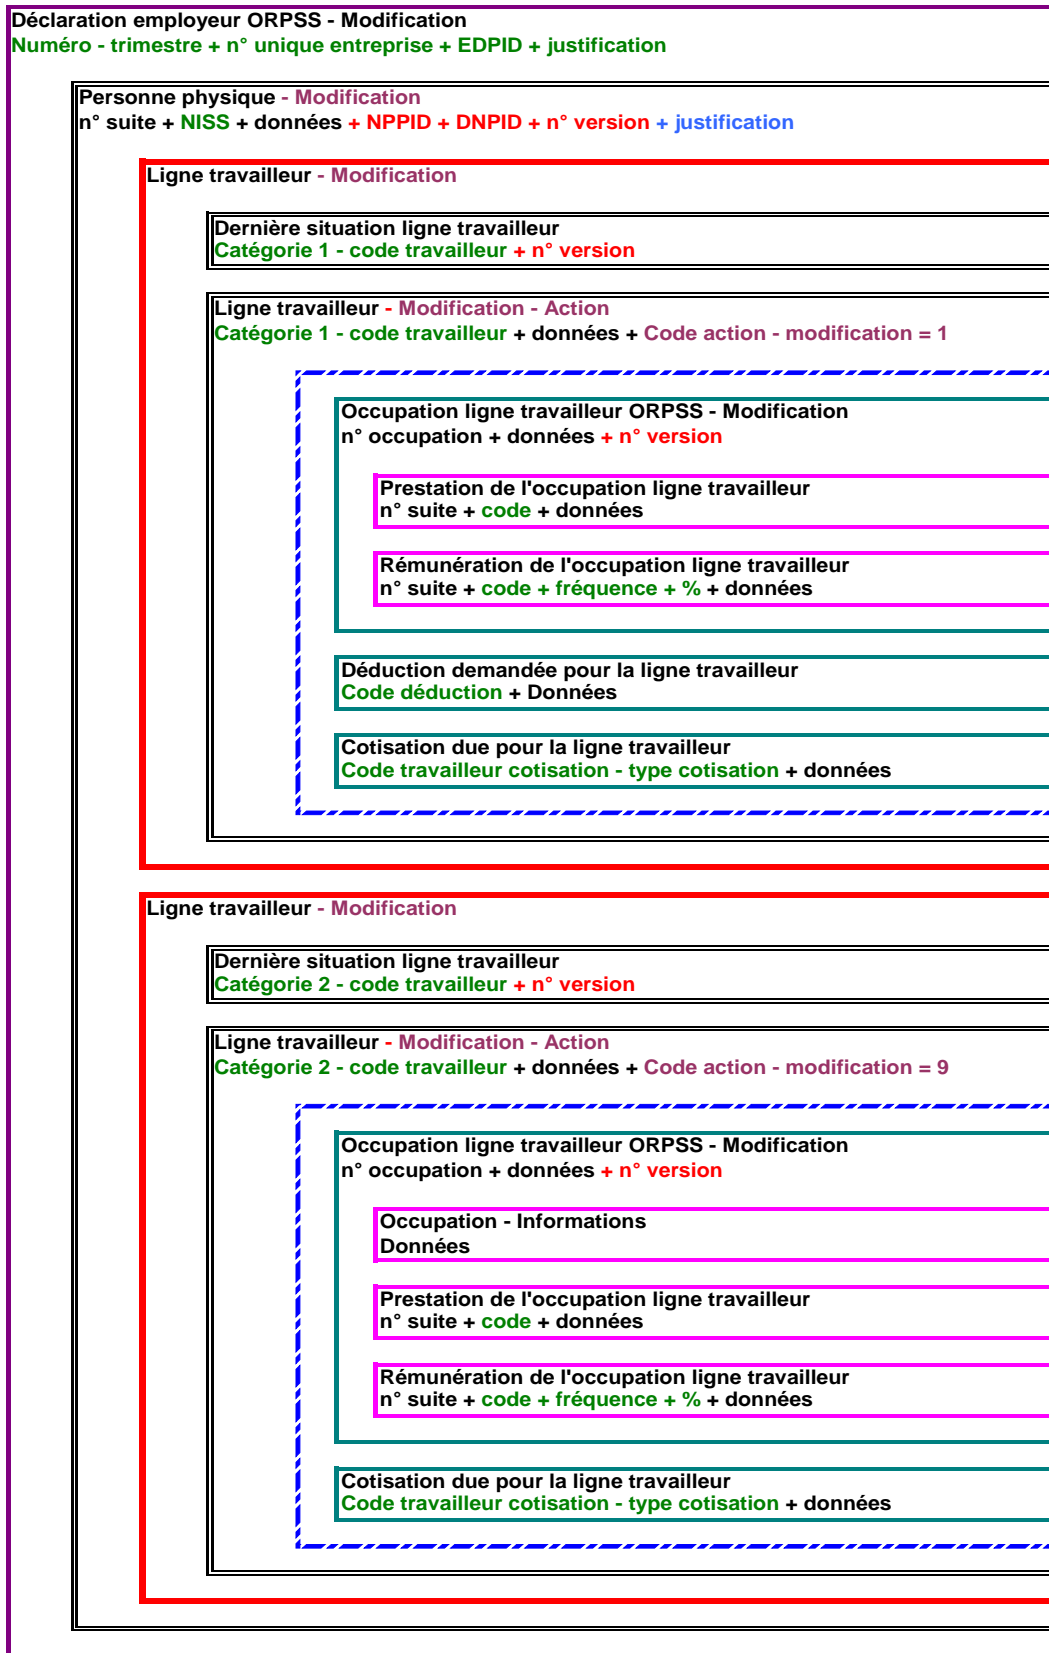 Déclaration employeur ORPSS - Modification
Numéro - trimestre + n° unique entreprise + EDPID + justification
Personne physique - Modification
n° suite + NISS + données + NPPID + DNPID + n° version + justification
Ligne travailleur - Modification
Dernière situation ligne travailleur
Catégorie 1 - code travailleur + n° version
Ligne travailleur - Modification - Action
Catégorie 1 - code travailleur + données + Code action - modification = 1
Occupation ligne travailleur ORPSS - Modification
n° occupation + données + n° version
Prestation de l'occupation ligne travailleur
n° suite + code + données
Rémunération de l'occupation ligne travailleur
n° suite + code + fréquence + % + données
Déduction demandée pour la ligne travailleur
Code déduction + Données
Cotisation due pour la ligne travailleur
Code travailleur cotisation - type cotisation + données
Ligne travailleur - Modification
Dernière situation ligne travailleur
Catégorie 2 - code travailleur + n° version
Ligne travailleur - Modification - Action
Catégorie 2 - code travailleur + données + Code action - modification = 9
Occupation ligne travailleur ORPSS - Modification
n° occupation + données + n° version
Occupation - Informations
Données
Prestation de l'occupation ligne travailleur
n° suite + code + données
Rémunération de l'occupation ligne travailleur
n° suite + code + fréquence + % + données
Cotisation due pour la ligne travailleur
Code travailleur cotisation - type cotisation + données